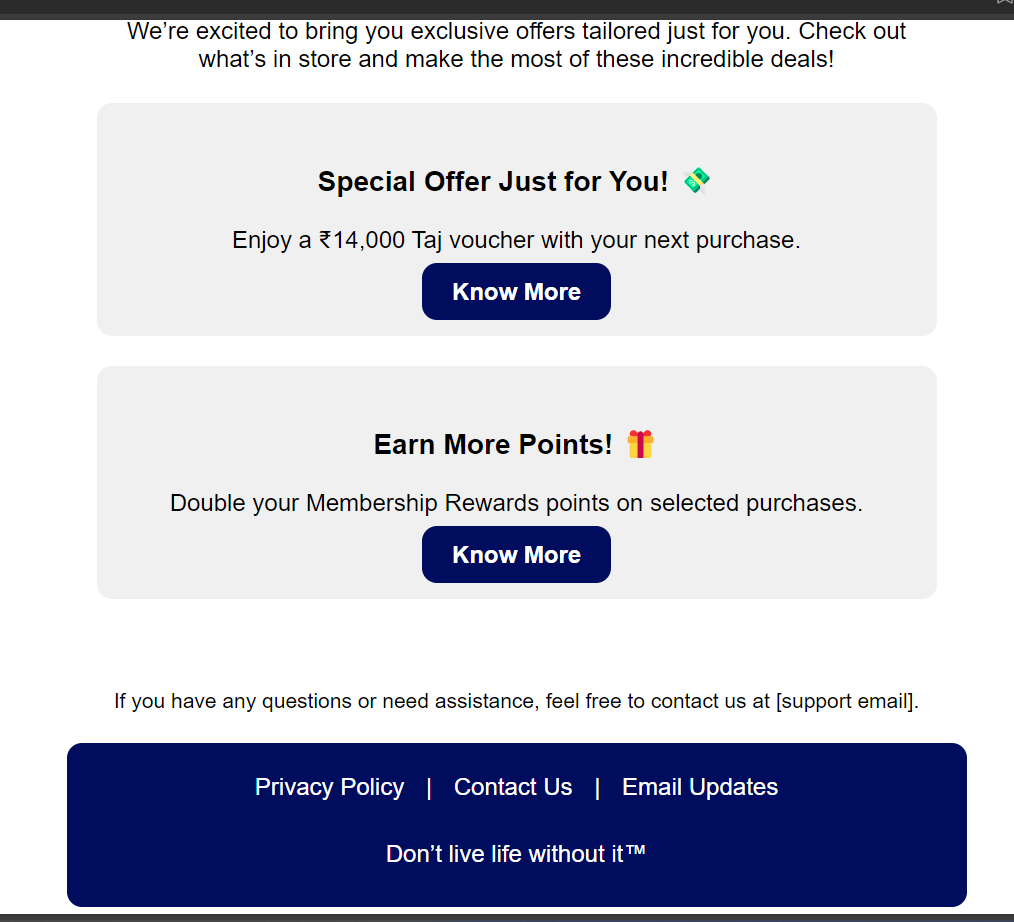 We’re excited to bring you exclusive offers tailored just for you. Check out
what’s in store and make the most of these incredible deals!
Special Offer Just for You! 💸
Enjoy a ₹14,000 Taj voucher with your next purchase.
Know More
Earn More Points! 🎁
Double your Membership Rewards points on selected purchases.
Know More
If you have any questions or need assistance, feel free to contact us at [support email].
Privacy Policy | Contact Us | Email Updates
Don’t live life without it™